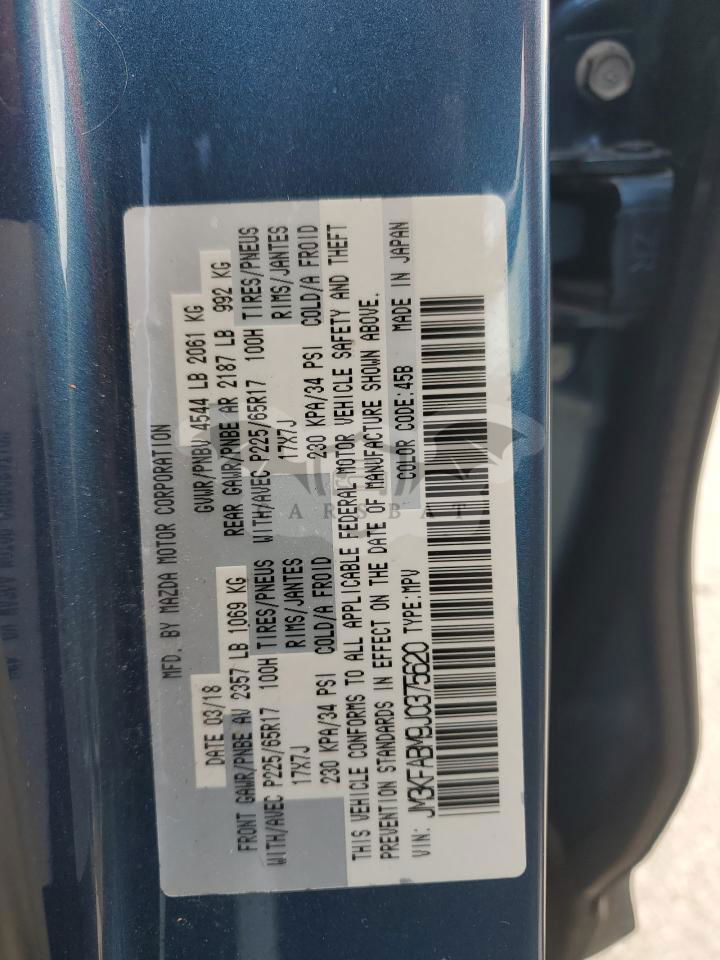 MFD. BY MAZDA MOTOR CORPORATION
DATE 03/18 GVWR/PNBV 4544 LB 2061 KG
FRONT GAWR/PNBE AV 2357 LB 1069 KG REAR GAWR/PNBE AR 2187 LB 992 KG
WITH/AVEC P225/65R17 100H TIRES/PNEUS WITH/AVEC P225/65R17 100H TIRES/PNEUS
17X7J RIMS/JANTES 17X7J RIMS/JANTES
230 KPA/34 PSI COLD/A FROID 230 KPA/34 PSI COLD/A FROID
THIS VEHICLE CONFORMS TO ALL APPLICABLE FEDERAL MOTOR VEHICLE SAFETY AND THEFT
PREVENTION STANDARDS IN EFFECT ON THE DATE OF MANUFACTURE SHOWN ABOVE.
VIN: JM3KFABM9J0375620 TYPE:MPV COLOR CODE:45B MADE IN JAPAN
ARSBAT